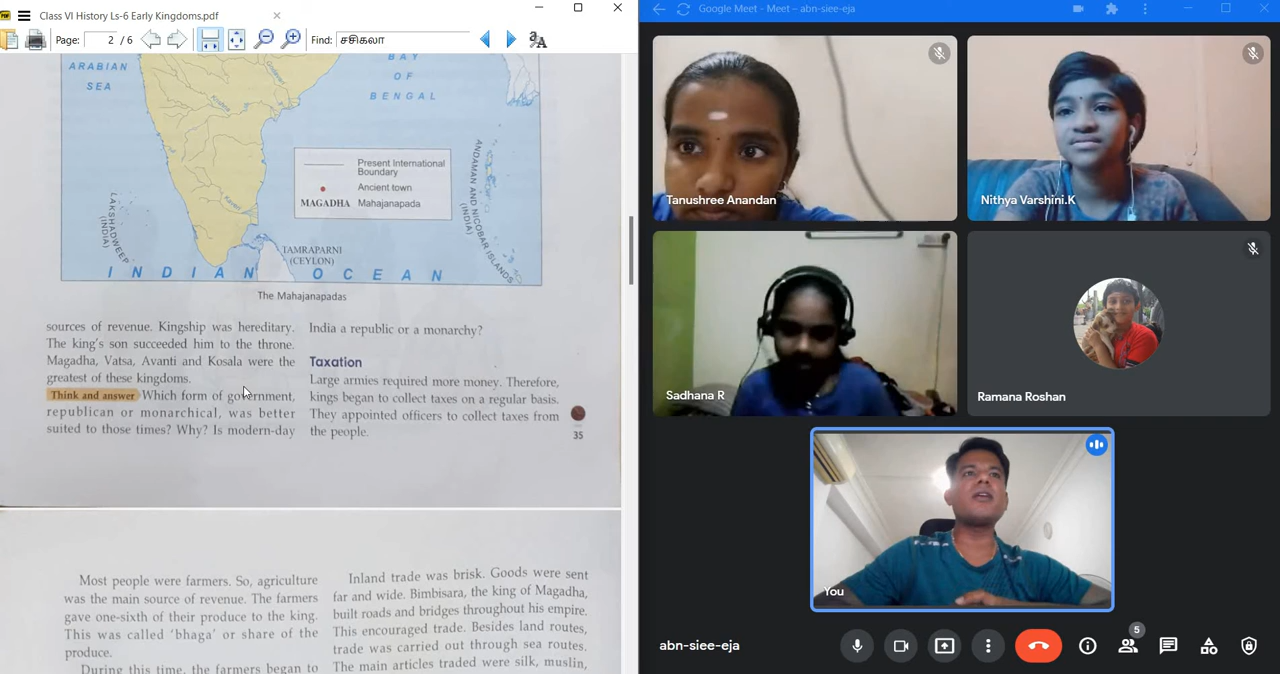 Class VI History Ls-6 Early Kingdoms.pdf
Page: 2 / 6
Find:
ARABIAN
SEA
BAY
OF
BENGAL
Godavari
Krishna
Kaveri
LAKSHADWEEP
(INDIA)
ANDAMAN AND NICOBAR ISLANDS
(INDIA)
Present International
Boundary
Ancient town
MAGADHA Mahajanapada
TAMRAPARNI
(CEYLON)
INDIAN OCEAN
The Mahajanapadas
sources of revenue. Kingship was hereditary.
The king's son succeeded him to the throne.
Magadha, Vatsa, Avanti and Kosala were the
greatest of these kingdoms.
Think and answer Which form of government,
republican or monarchical, was better
suited to those times? Why? Is modern-day
India a republic or a monarchy?
Taxation
Large armies required more money. Therefore,
kings began to collect taxes on a regular basis.
They appointed officers to collect taxes from
the people.
35
Most people were farmers. So, agriculture
was the main source of revenue. The farmers
gave one-sixth of their produce to the king.
This was called 'bhaga' or share of the
produce.
During this time, the farmers began to
Inland trade was brisk. Goods were sent
far and wide. Bimbisara, the king of Magadha,
built roads and bridges throughout his empire.
This encouraged trade. Besides land routes,
trade was carried out through sea routes.
The main articles traded were silk, muslin,
Google Meet - Meet – abn-siee-eja
Tanushree Anandan
Nithya Varshini.K
Sadhana R
Ramana Roshan
You
abn-siee-eja
5